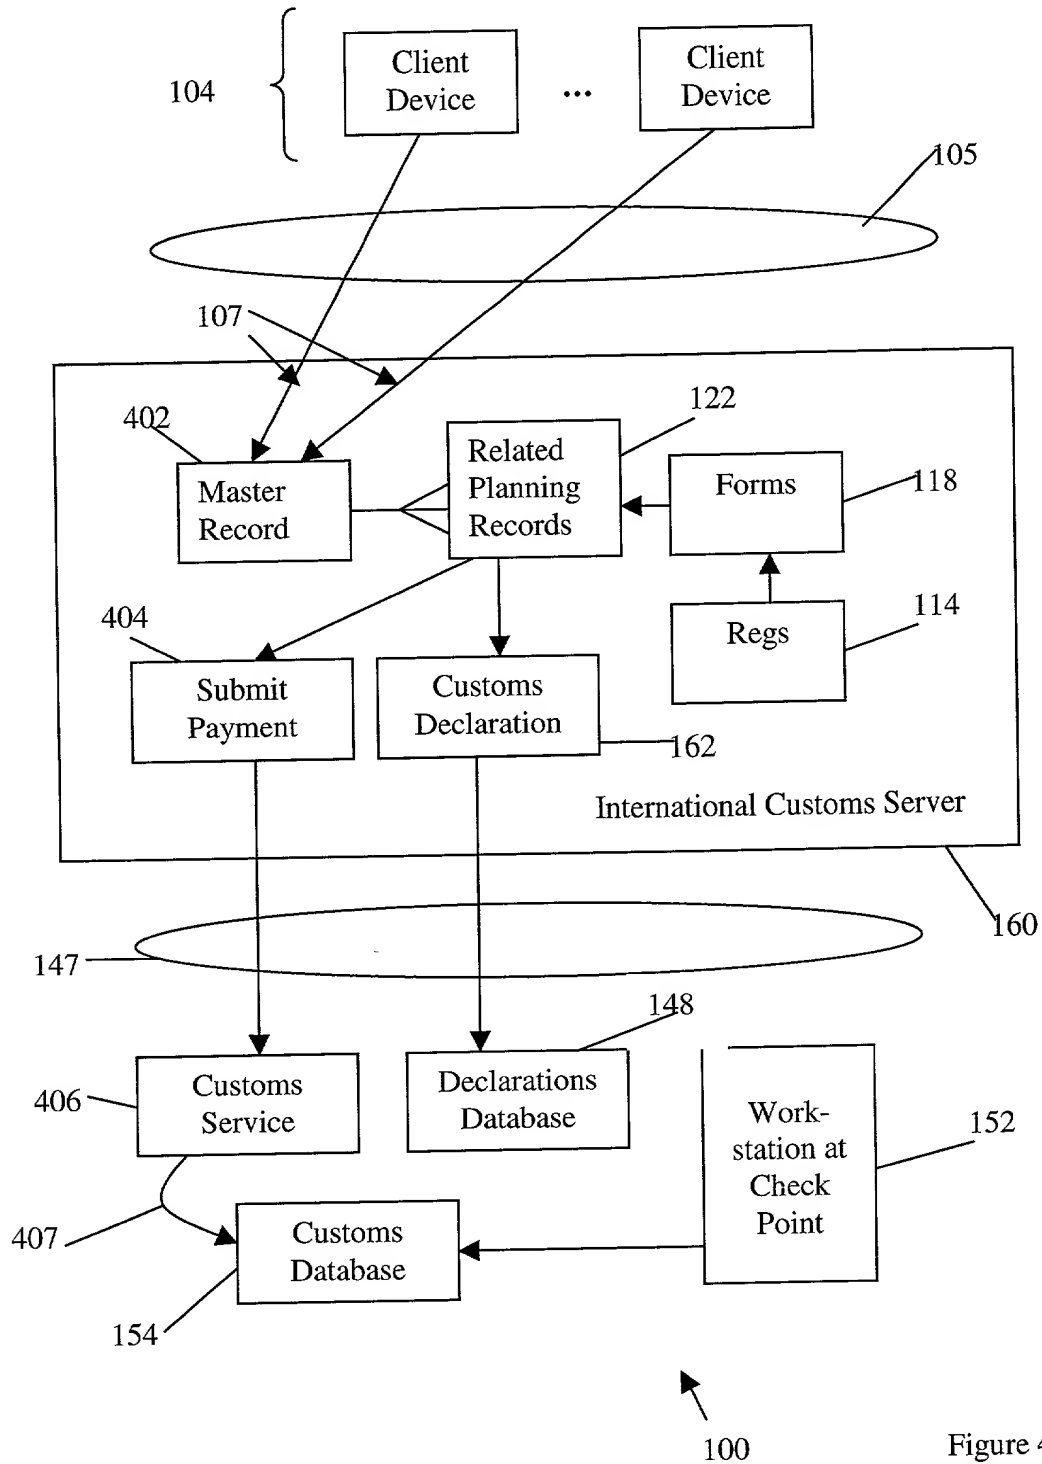 104
Client
Device
...
Client
Device
105
107
402
Master
Record
Related
Planning
Records
122
Forms
118
404
Submit
Payment
Customs
Declaration
162
Regs
114
International Customs Server
160
147
148
406
Customs
Service
Declarations
Database
Work-
station at
Check
Point
152
407
Customs
Database
154
100
Figure 4